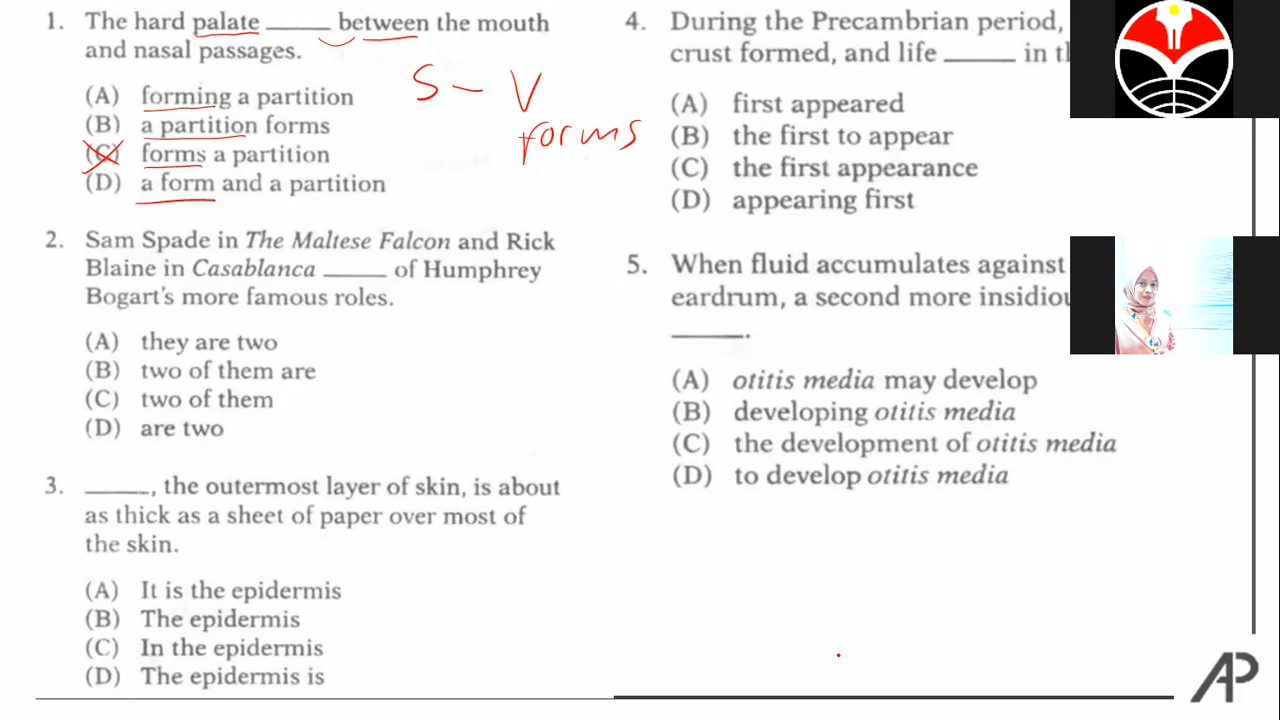 1. The hard palate _____ between the mouth
and nasal passages.
(A) forming a partition
(B) a partition forms
(C) forms a partition
(D) a form and a partition
S – V
forms
2. Sam Spade in The Maltese Falcon and Rick
Blaine in Casablanca _____ of Humphrey
Bogart's more famous roles.
(A) they are two
(B) two of them are
(C) two of them
(D) are two
3. _____, the outermost layer of skin, is about
as thick as a sheet of paper over most of
the skin.
(A) It is the epidermis
(B) The epidermis
(C) In the epidermis
(D) The epidermis is
4. During the Precambrian period,
crust formed, and life _____ in
(A) first appeared
(B) the first to appear
(C) the first appearance
(D) appearing first
5. When fluid accumulates against
eardrum, a second more
_____.
(A) otitis media may develop
(B) developing otitis media
(C) the development of otitis media
(D) to develop otitis media
AP